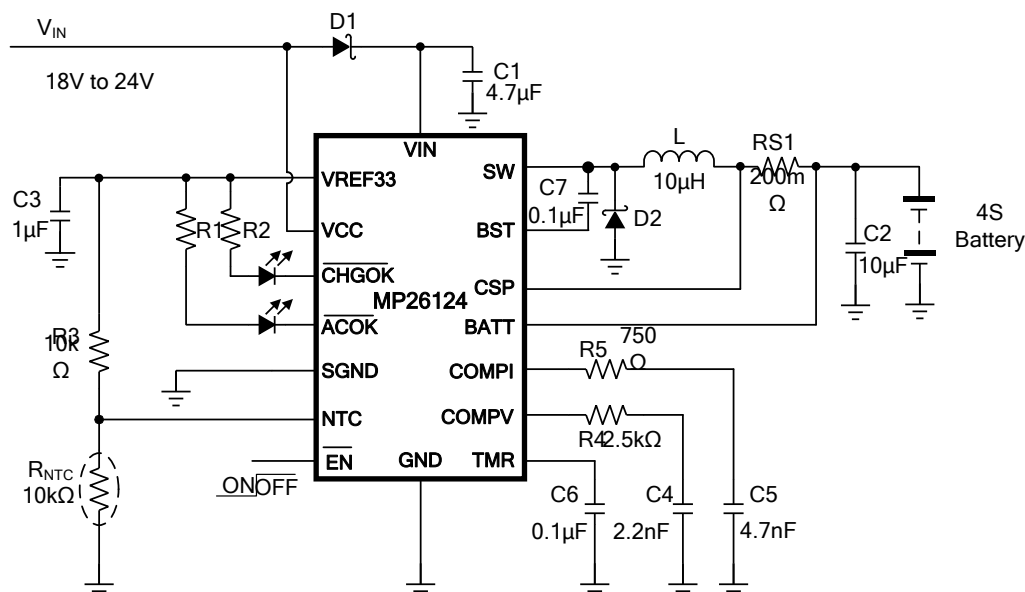 VIN
D1
18V to 24V
C1
4.7µF
VIN
SW
L
10µH
RS1
200m
Ω
C3
1µF
VREF33
R1
R2
C7
0.1µF
D2
VCC
BST
C2
10µF
4S
Battery
CHGOK
CSP
MP26124
ACOK
BATT
R3
10k
Ω
SGND
COMPI
R5
750
Ω
NTC
COMPV
R4
2.5kΩ
RNTC
10kΩ
EN
GND
TMR
ON
OFF
C6
0.1µF
C4
2.2nF
C5
4.7nF